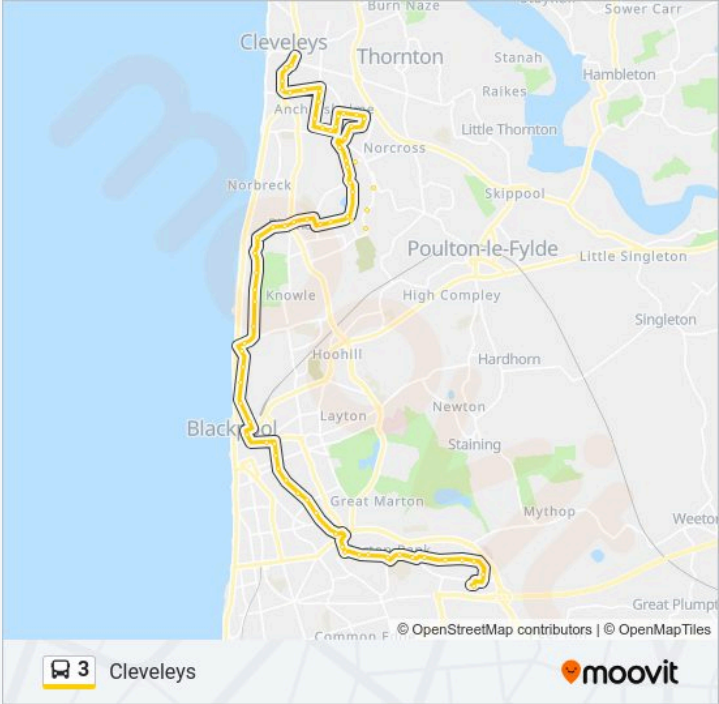 Burn Naze
Sower Carr
Cleveleys
Thornton
Stanah
Hambleton
Raikes
Little Thornton
Norcross
Norbreck
Skippool
Poulton-le-Fylde
Little Singleton
Knowle
High Compley
Singleton
Hoohill
Hardhorn
Newton
Layton
Blackpool
Staining
Great Marton
Mythop
Weeto
Great Plumpt
© OpenStreetMap contributors | © OpenMapTiles
3 Cleveleys
moovit